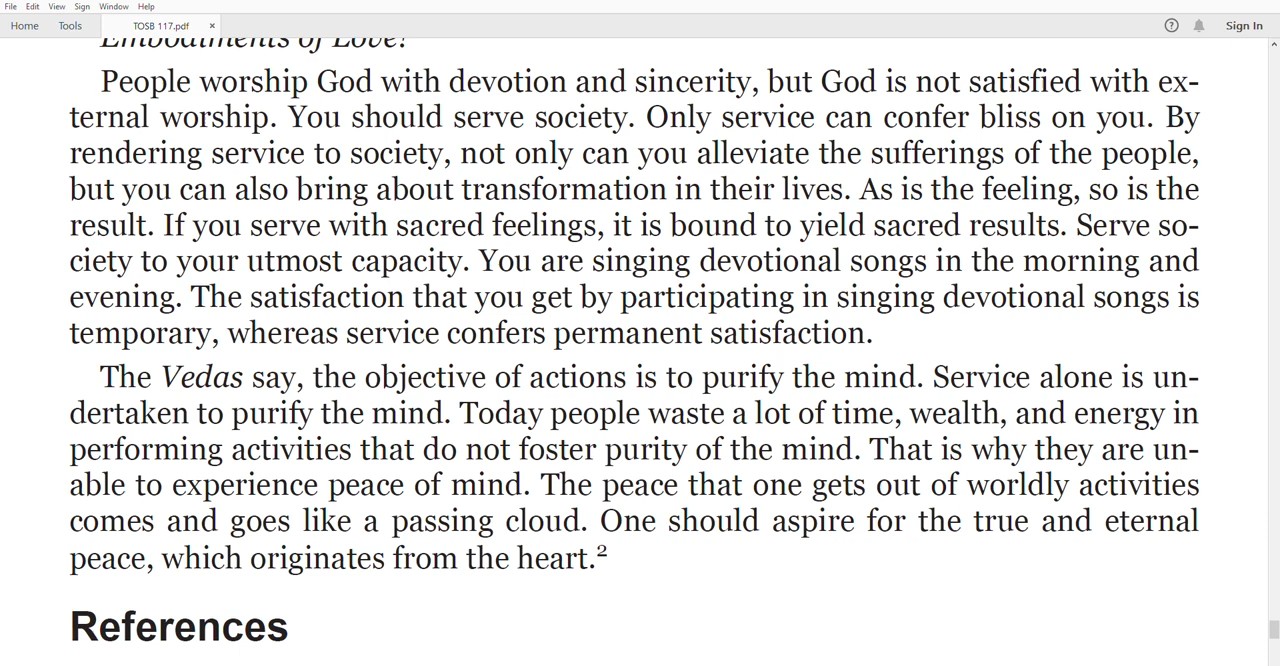 File Edit View Sign Window Help
Home Tools TOSB 117.pdf × ? Sign In
Embodiments of Love!
People worship God with devotion and sincerity, but God is not satisfied with ex-
ternal worship. You should serve society. Only service can confer bliss on you. By
rendering service to society, not only can you alleviate the sufferings of the people,
but you can also bring about transformation in their lives. As is the feeling, so is the
result. If you serve with sacred feelings, it is bound to yield sacred results. Serve so-
ciety to your utmost capacity. You are singing devotional songs in the morning and
evening. The satisfaction that you get by participating in singing devotional songs is
temporary, whereas service confers permanent satisfaction.
The Vedas say, the objective of actions is to purify the mind. Service alone is un-
dertaken to purify the mind. Today people waste a lot of time, wealth, and energy in
performing activities that do not foster purity of the mind. That is why they are un-
able to experience peace of mind. The peace that one gets out of worldly activities
comes and goes like a passing cloud. One should aspire for the true and eternal
peace, which originates from the heart.²
References